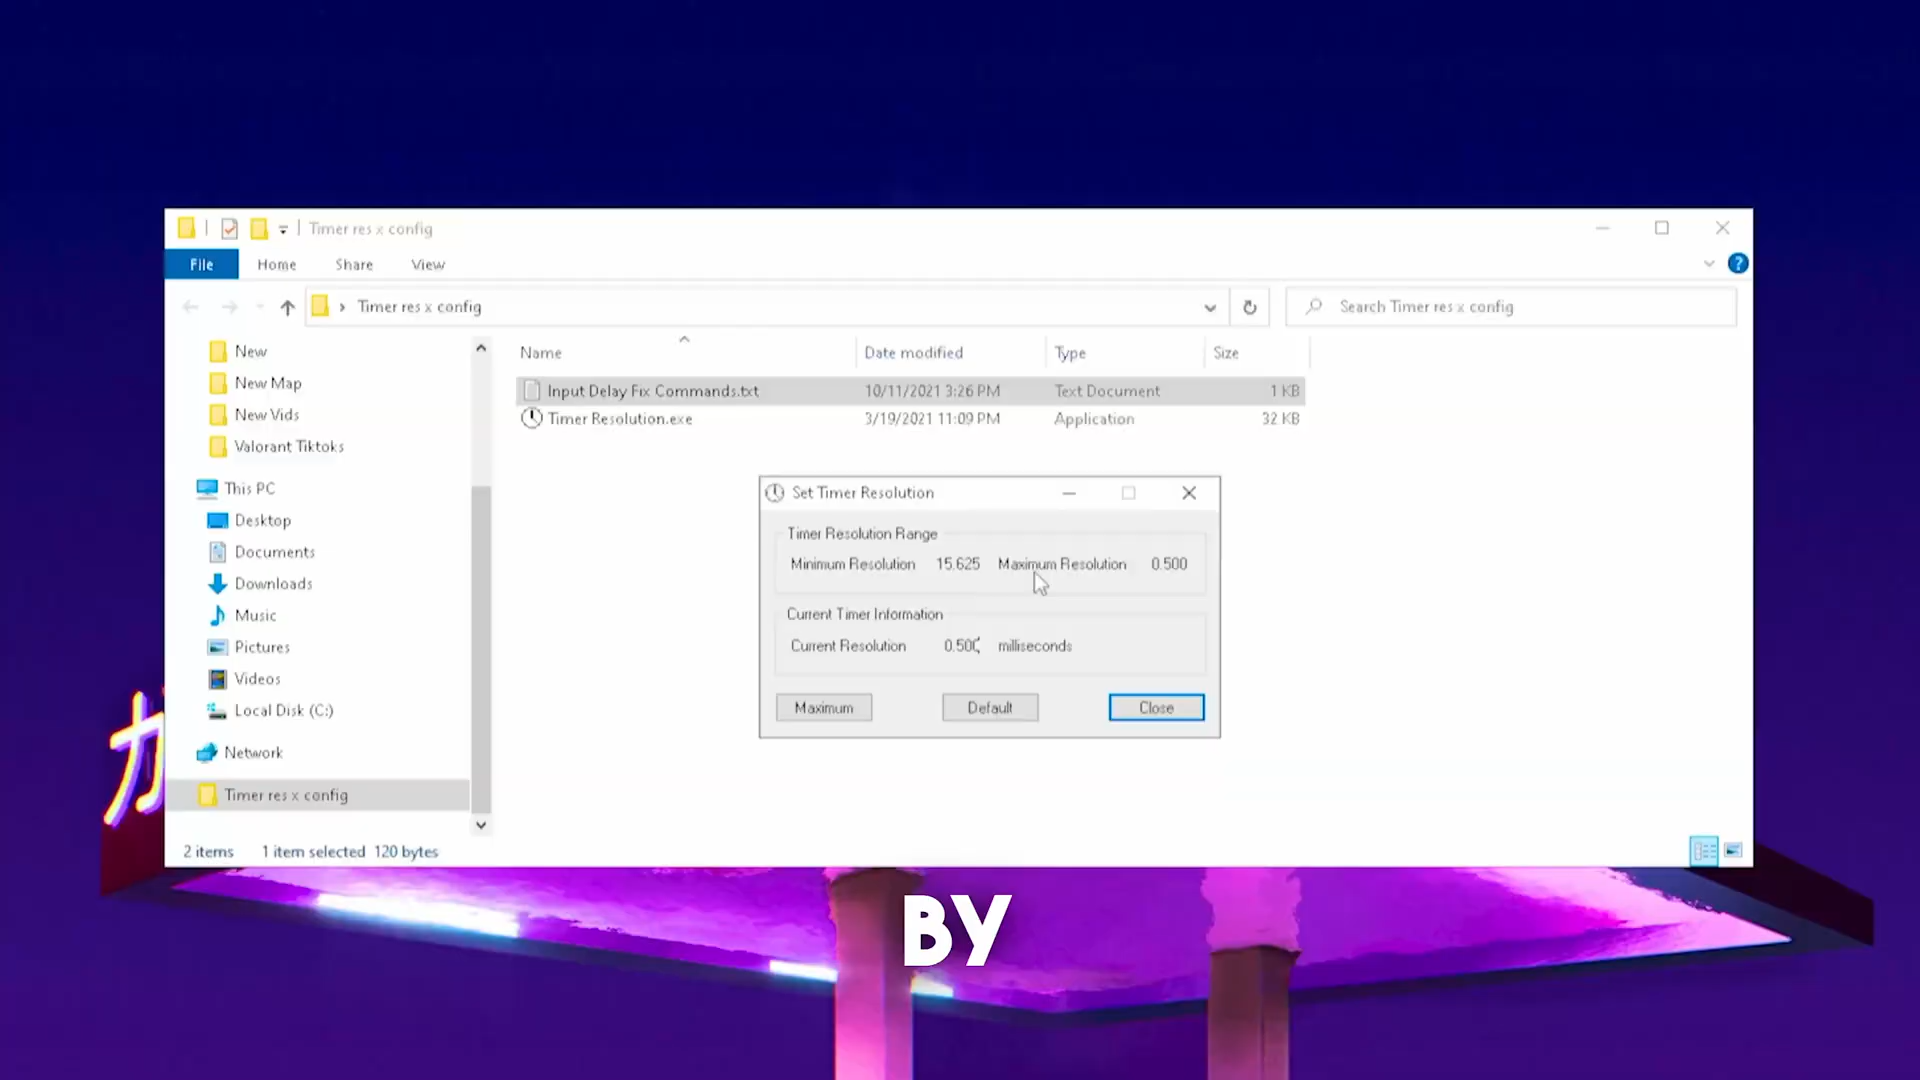 Timer res x config
File Home Share View
Timer res x config
Search Timer res x config
New
New Map
New Vids
Valorant Tiktoks
This PC
Desktop
Documents
Downloads
Music
Pictures
Videos
Local Disk (C:)
Network
Timer res x config
Name Date modified Type Size
Input Delay Fix Commands.txt 10/11/2021 3:26 PM Text Document 1 KB
Timer Resolution.exe 3/19/2021 11:09 PM Application 32 KB
Set Timer Resolution
Timer Resolution Range
Minimum Resolution 15.625 Maximum Resolution 0.500
Current Timer Information
Current Resolution 0.500 milliseconds
Maximum Default Close
2 items 1 item selected 120 bytes
BY